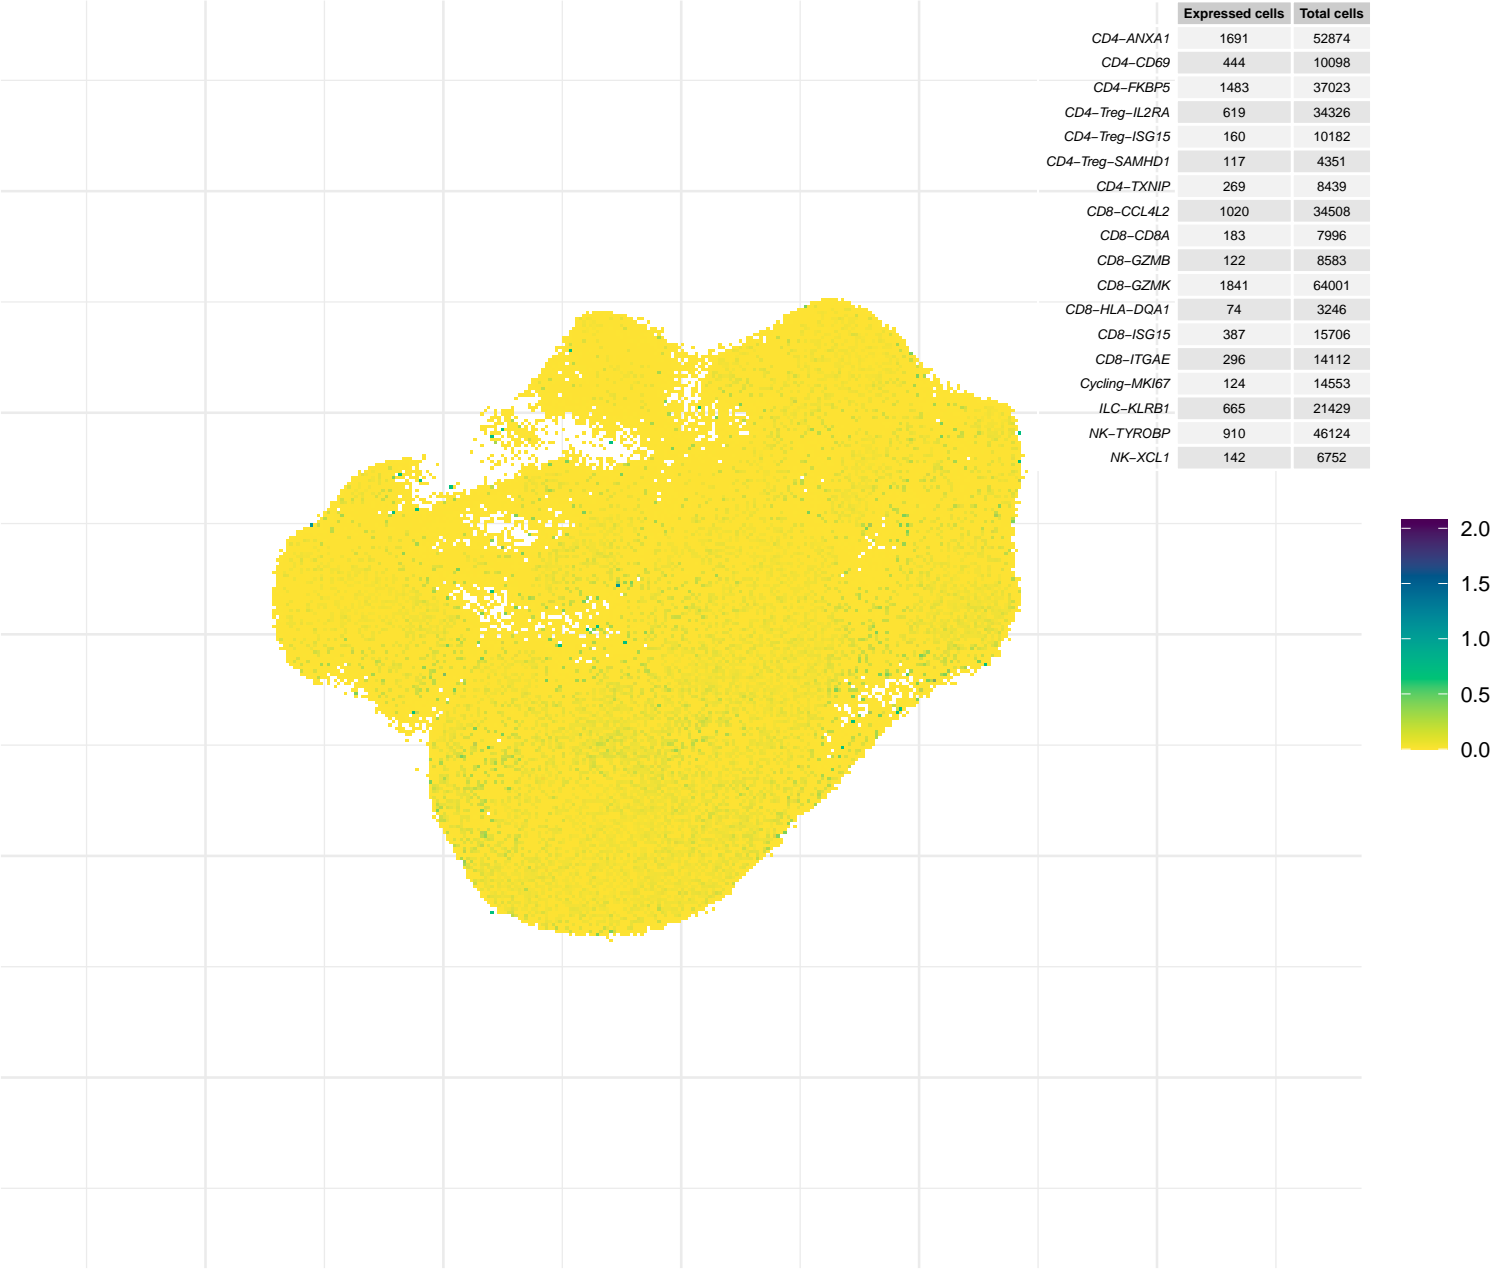 Expressed cells Total cells
CD4−ANXA1 1691 52874
CD4−CD69 444 10098
CD4−FKBP5 1483 37023
CD4−Treg−IL2RA 619 34326
CD4−Treg−ISG15 160 10182
CD4−Treg−SAMHD1 117 4351
CD4−TXNIP 269 8439
CD8−CCL4L2 1020 34508
CD8−CD8A 183 7996
CD8−GZMB 122 8583
CD8−GZMK 1841 64001
CD8−HLA−DQA1 74 3246
CD8−ISG15 387 15706
CD8−ITGAE 296 14112
Cycling−MKI67 124 14553
ILC−KLRB1 665 21429
NK−TYROBP 910 46124
NK−XCL1 142 6752
2.0
1.5
1.0
0.5
0.0